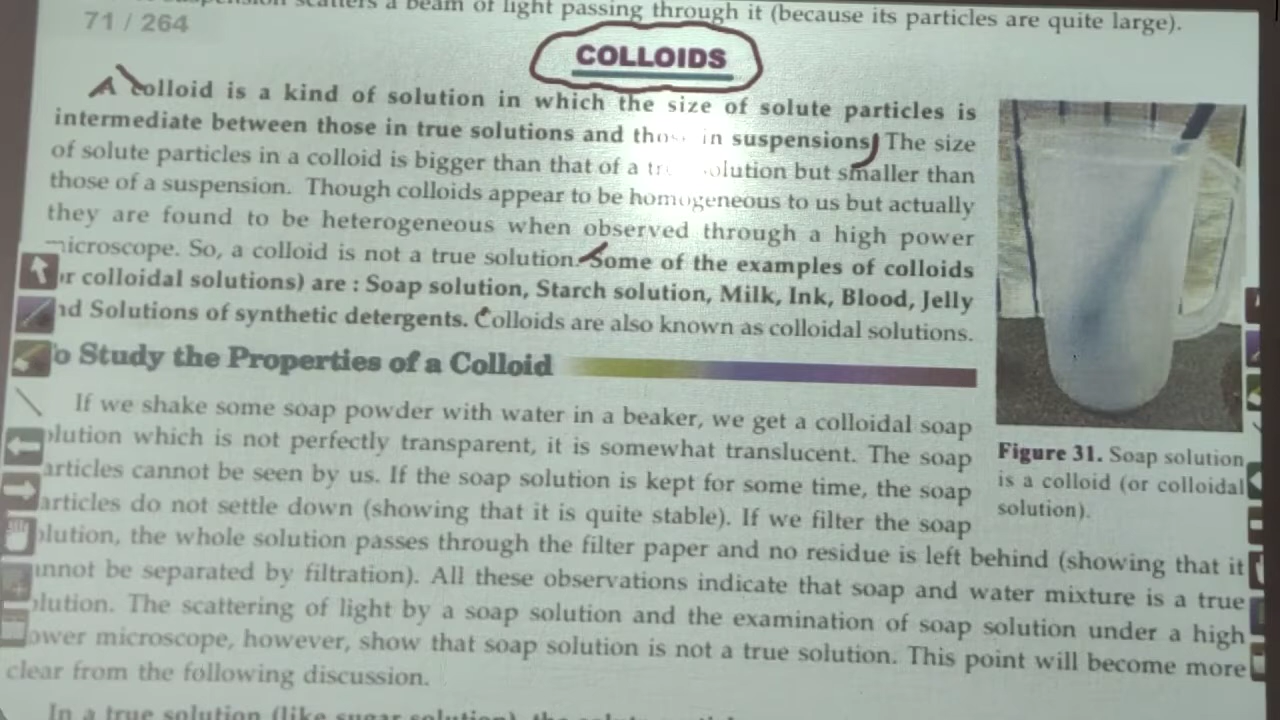 scatters a beam of light passing through it (because its particles are quite large).
71 / 264
COLLOIDS
A colloid is a kind of solution in which the size of solute particles is
intermediate between those in true solutions and in suspensions. The size
of solute particles in a colloid is bigger than that of a solution but smaller than
those of a suspension. Though colloids appear to be homogeneous to us but actually
they are found to be heterogeneous when observed through a high power
icroscope. So, a colloid is not a true solution. Some of the examples of colloids
r colloidal solutions) are : Soap solution, Starch solution, Milk, Ink, Blood, Jelly
nd Solutions of synthetic detergents. Colloids are also known as colloidal solutions.
o Study the Properties of a Colloid
If we shake some soap powder with water in a beaker, we get a colloidal soap
olution which is not perfectly transparent, it is somewhat translucent. The soap
articles cannot be seen by us. If the soap solution is kept for some time, the soap
articles do not settle down (showing that it is quite stable). If we filter the soap
olution, the whole solution passes through the filter paper and no residue is left behind (showing that it
annot be separated by filtration). All these observations indicate that soap and water mixture is a true
olution. The scattering of light by a soap solution and the examination of soap solution under a high
ower microscope, however, show that soap solution is not a true solution. This point will become more
clear from the following discussion.
In a true solution (like sugar solution), the
Figure 31. Soap solution
is a colloid (or colloidal
solution).